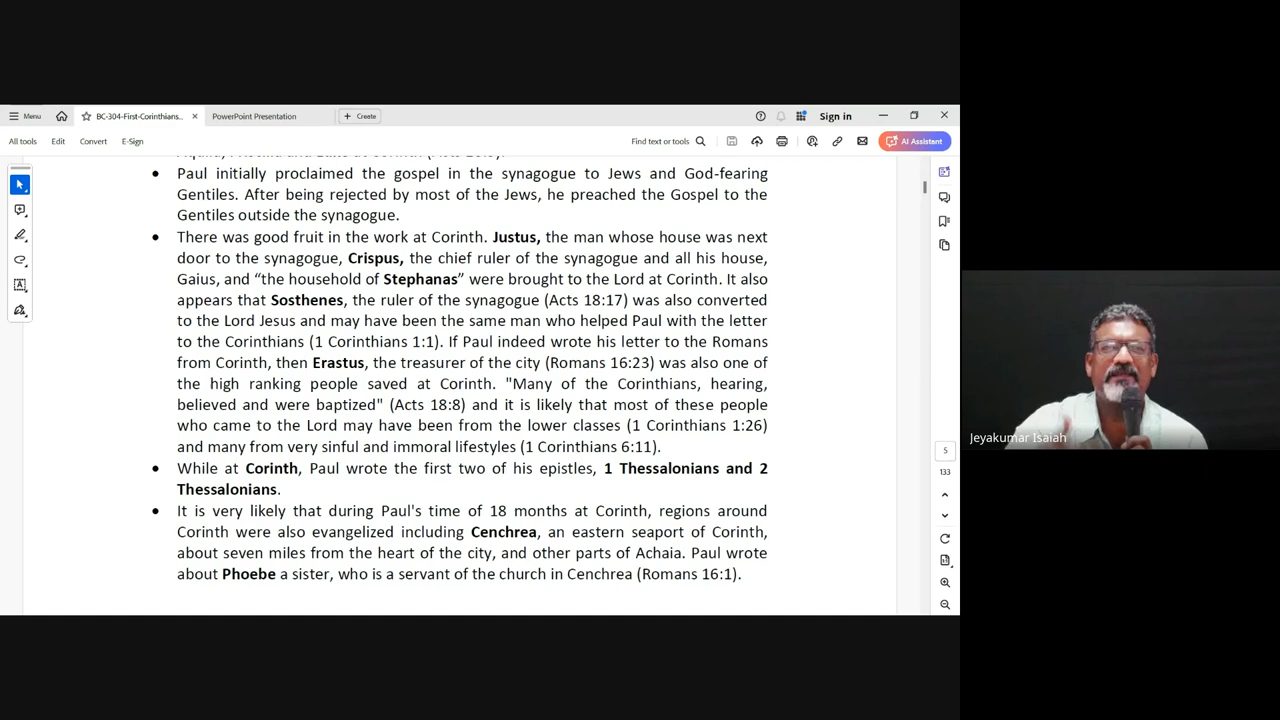 Menu
BC-304-First-Corinthians...
PowerPoint Presentation
Create
Sign in
All tools
Edit
Convert
E-Sign
Find text or tools
AI Assistant
• Paul initially proclaimed the gospel in the synagogue to Jews and God-fearing
Gentiles. After being rejected by most of the Jews, he preached the Gospel to the
Gentiles outside the synagogue.
• There was good fruit in the work at Corinth. Justus, the man whose house was next
door to the synagogue, Crispus, the chief ruler of the synagogue and all his house,
Gaius, and “the household of Stephanas” were brought to the Lord at Corinth. It also
appears that Sosthenes, the ruler of the synagogue (Acts 18:17) was also converted
to the Lord Jesus and may have been the same man who helped Paul with the letter
to the Corinthians (1 Corinthians 1:1). If Paul indeed wrote his letter to the Romans
from Corinth, then Erastus, the treasurer of the city (Romans 16:23) was also one of
the high ranking people saved at Corinth. "Many of the Corinthians, hearing,
believed and were baptized" (Acts 18:8) and it is likely that most of these people
who came to the Lord may have been from the lower classes (1 Corinthians 1:26)
and many from very sinful and immoral lifestyles (1 Corinthians 6:11).
• While at Corinth, Paul wrote the first two of his epistles, 1 Thessalonians and 2
Thessalonians.
• It is very likely that during Paul's time of 18 months at Corinth, regions around
Corinth were also evangelized including Cenchrea, an eastern seaport of Corinth,
about seven miles from the heart of the city, and other parts of Achaia. Paul wrote
about Phoebe a sister, who is a servant of the church in Cenchrea (Romans 16:1).
5
133
Jeyakumar Isaiah